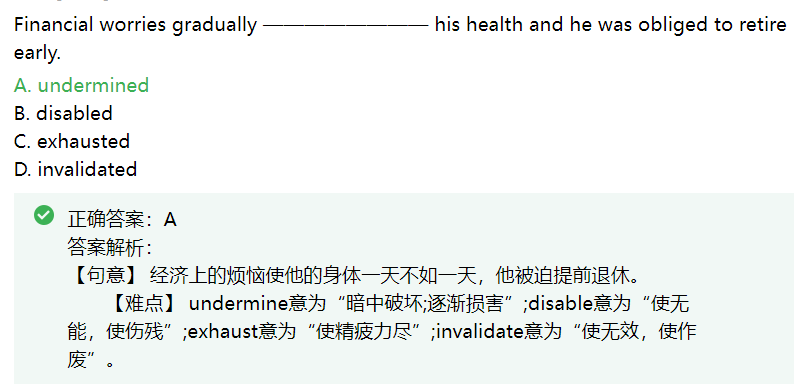 Financial worries gradually ———————— his health and he was obliged to retire
early.
A. undermined
B. disabled
C. exhausted
D. invalidated
正确答案：A
答案解析：
【句意】 经济上的烦恼使他的身体一天不如一天，他被迫提前退休。
【难点】 undermine意为“暗中破坏;逐渐损害”;disable意为“使无
能，使伤残”;exhaust意为“使精疲力尽”;invalidate意为“使无效，使作
废”。